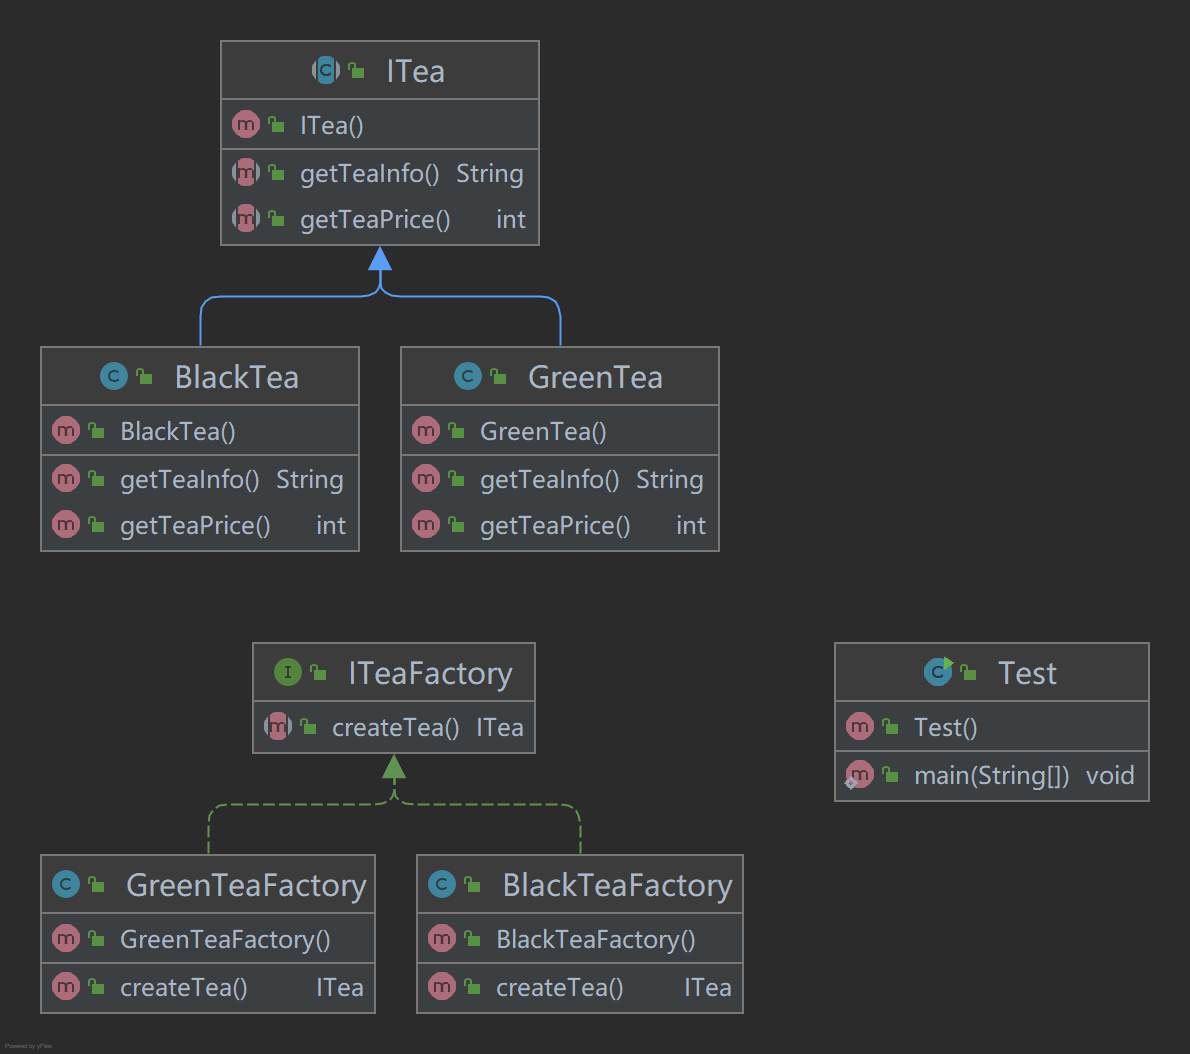 ITea
ITea()
getTeaInfo() String
getTeaPrice() int
BlackTea
BlackTea()
getTeaInfo() String
getTeaPrice() int
GreenTea
GreenTea()
getTeaInfo() String
getTeaPrice() int
ITeaFactory
createTea() ITea
Test
Test()
main(String[]) void
GreenTeaFactory
GreenTeaFactory()
createTea() ITea
BlackTeaFactory
BlackTeaFactory()
createTea() ITea
Powered by yFiles